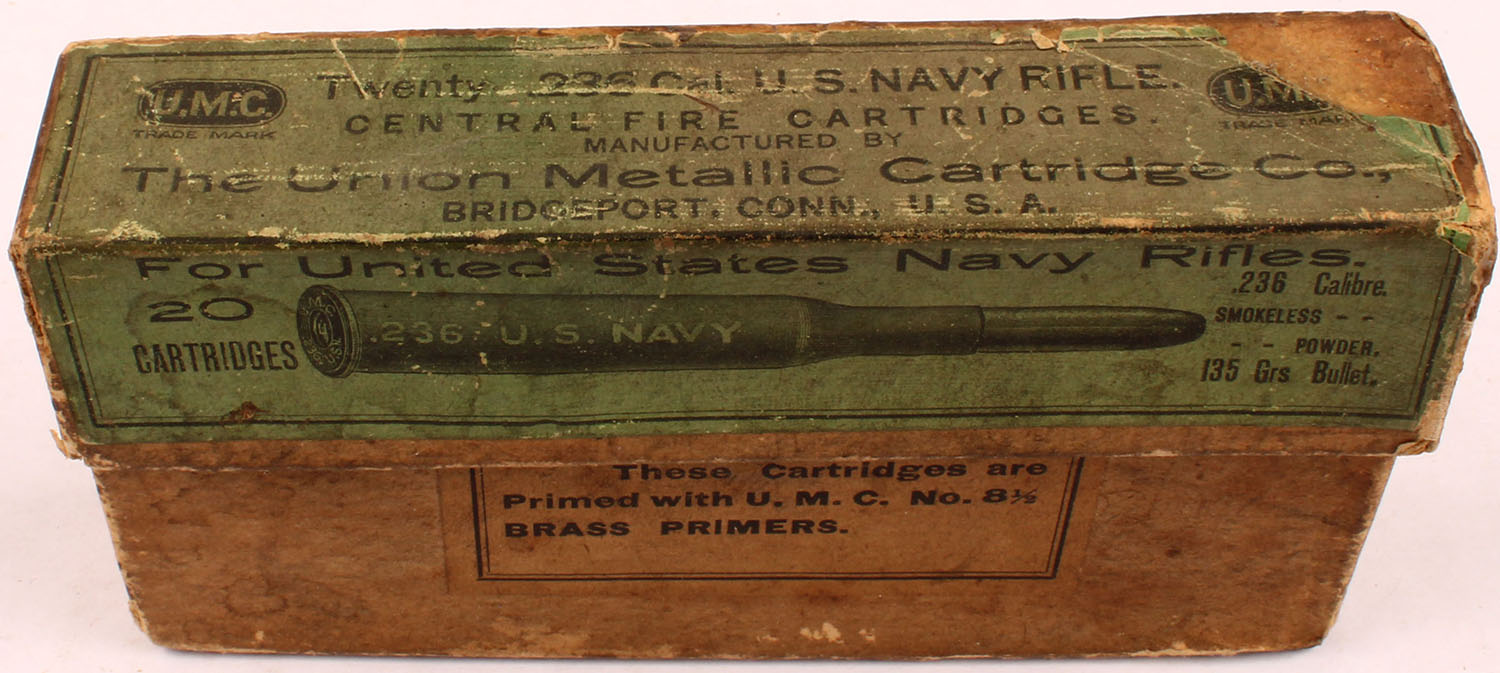 U.M.C.
TRADE MARK
Twenty .236 Cal. U. S. NAVY RIFLE.
CENTRAL FIRE CARTRIDGES.
MANUFACTURED BY
The Union Metallic Cartridge Co.,
BRIDGEPORT, CONN., U. S. A.
U.M.
TRADE MARK
For United States Navy Rifles.
20
CARTRIDGES
U.M.C.
.236 U.S. NAVY
.236 Calibre.
SMOKELESS - -
- - POWDER.
135 Grs Bullet.
These Cartridges are
Primed with U. M. C. No. 8½
BRASS PRIMERS.